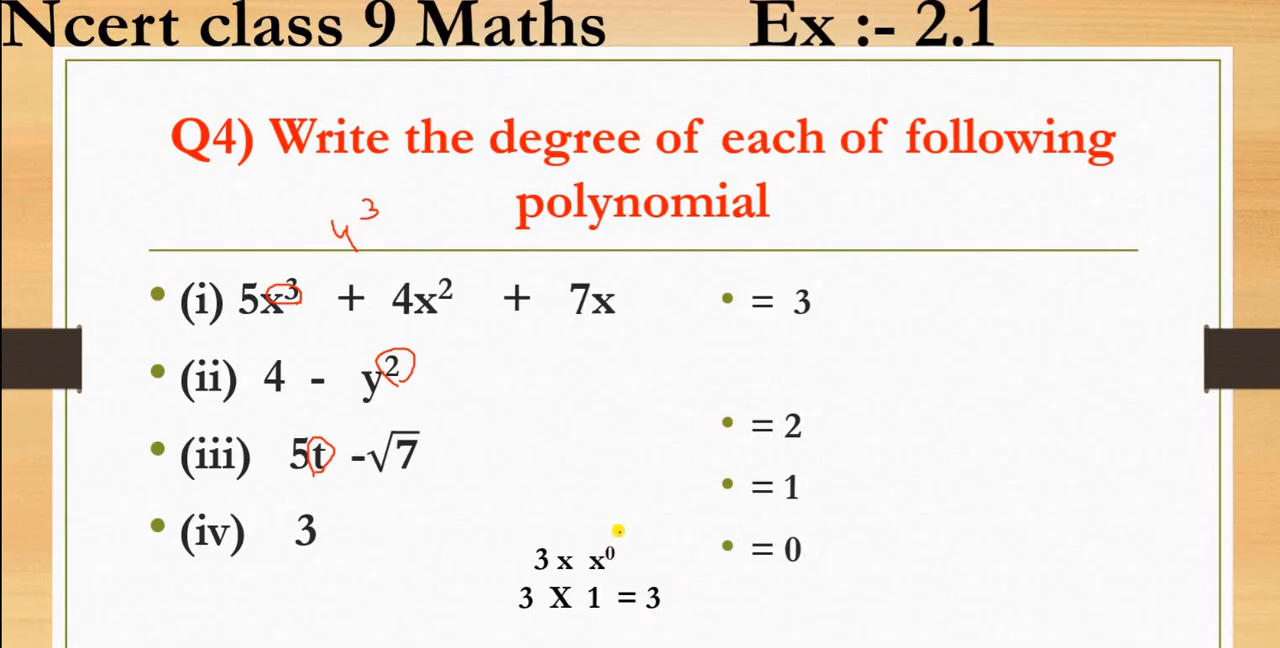 Ncert class 9 Maths Ex :- 2.1
Q4) Write the degree of each of following
polynomial
y³
• (i) 5x³ + 4x² + 7x • = 3
• (ii) 4 - y²
• = 2
• (iii) 5t -√7
• = 1
• (iv) 3
• = 0
3 x x⁰
3 X 1 = 3